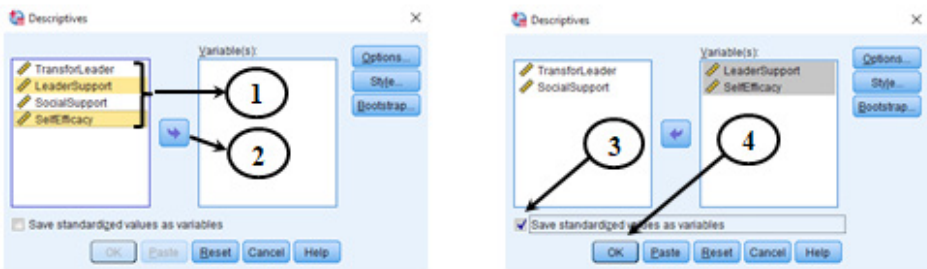 Descriptives
Variable(s):
TransforLeader
LeaderSupport
SocialSupport
SelfEfficacy
1
2
Options...
Style...
Bootstrap...
Save standardized values as variables
OK Paste Reset Cancel Help
Descriptives
Variable(s):
TransforLeader
SocialSupport
LeaderSupport
SelfEfficacy
3
4
Options...
Style...
Bootstrap...
Save standardized values as variables
OK Paste Reset Cancel Help